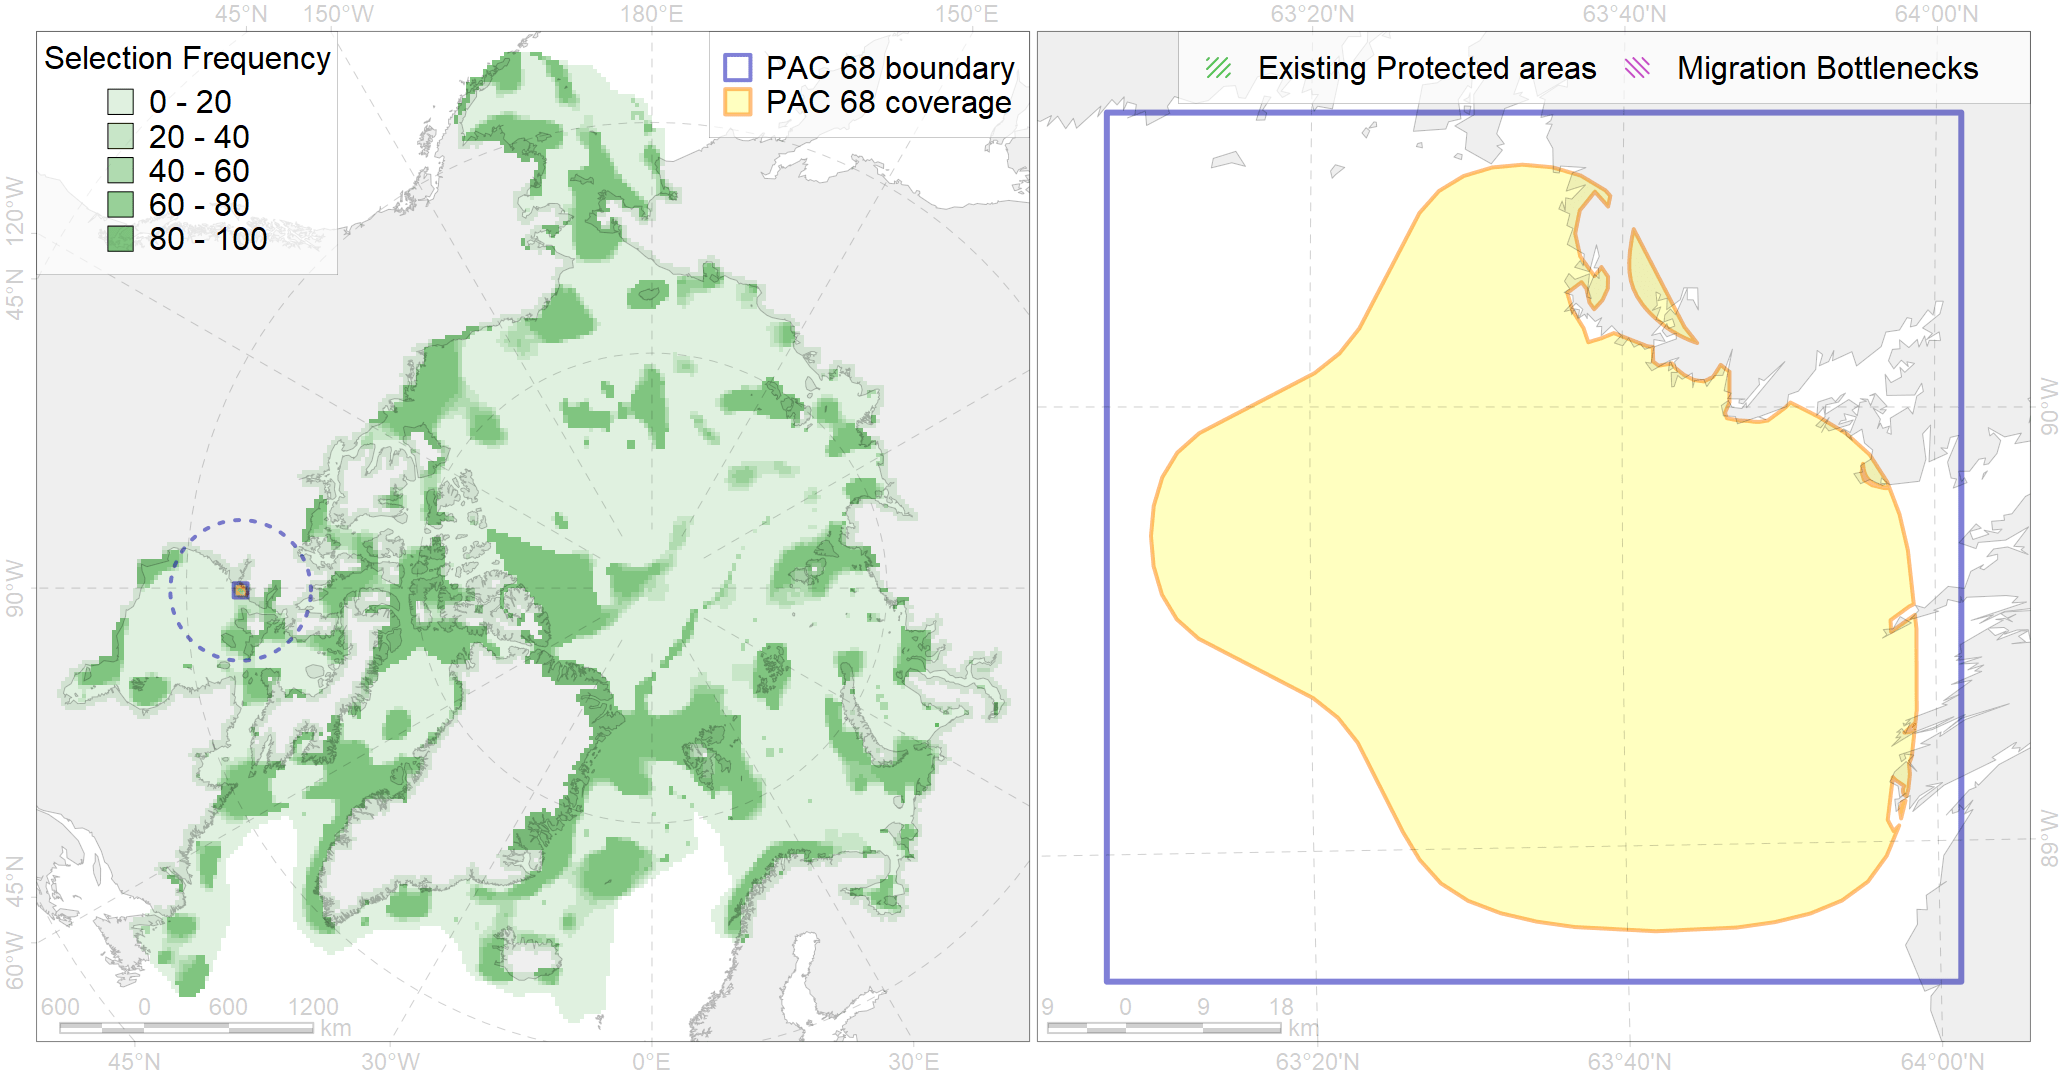 45°N 150°W 180°E 150°E 63°20'N 63°40'N 64°00'N
Selection Frequency
0 - 20
20 - 40
40 - 60
60 - 80
80 - 100
PAC 68 boundary
PAC 68 coverage
Existing Protected areas Migration Bottlenecks
120°W
45°N
90°W
45°N
60°W
90°W
89°W
600 0 600 1200 km
9 0 9 18 km
45°N 30°W 0°E 30°E 63°20'N 63°40'N 64°00'N